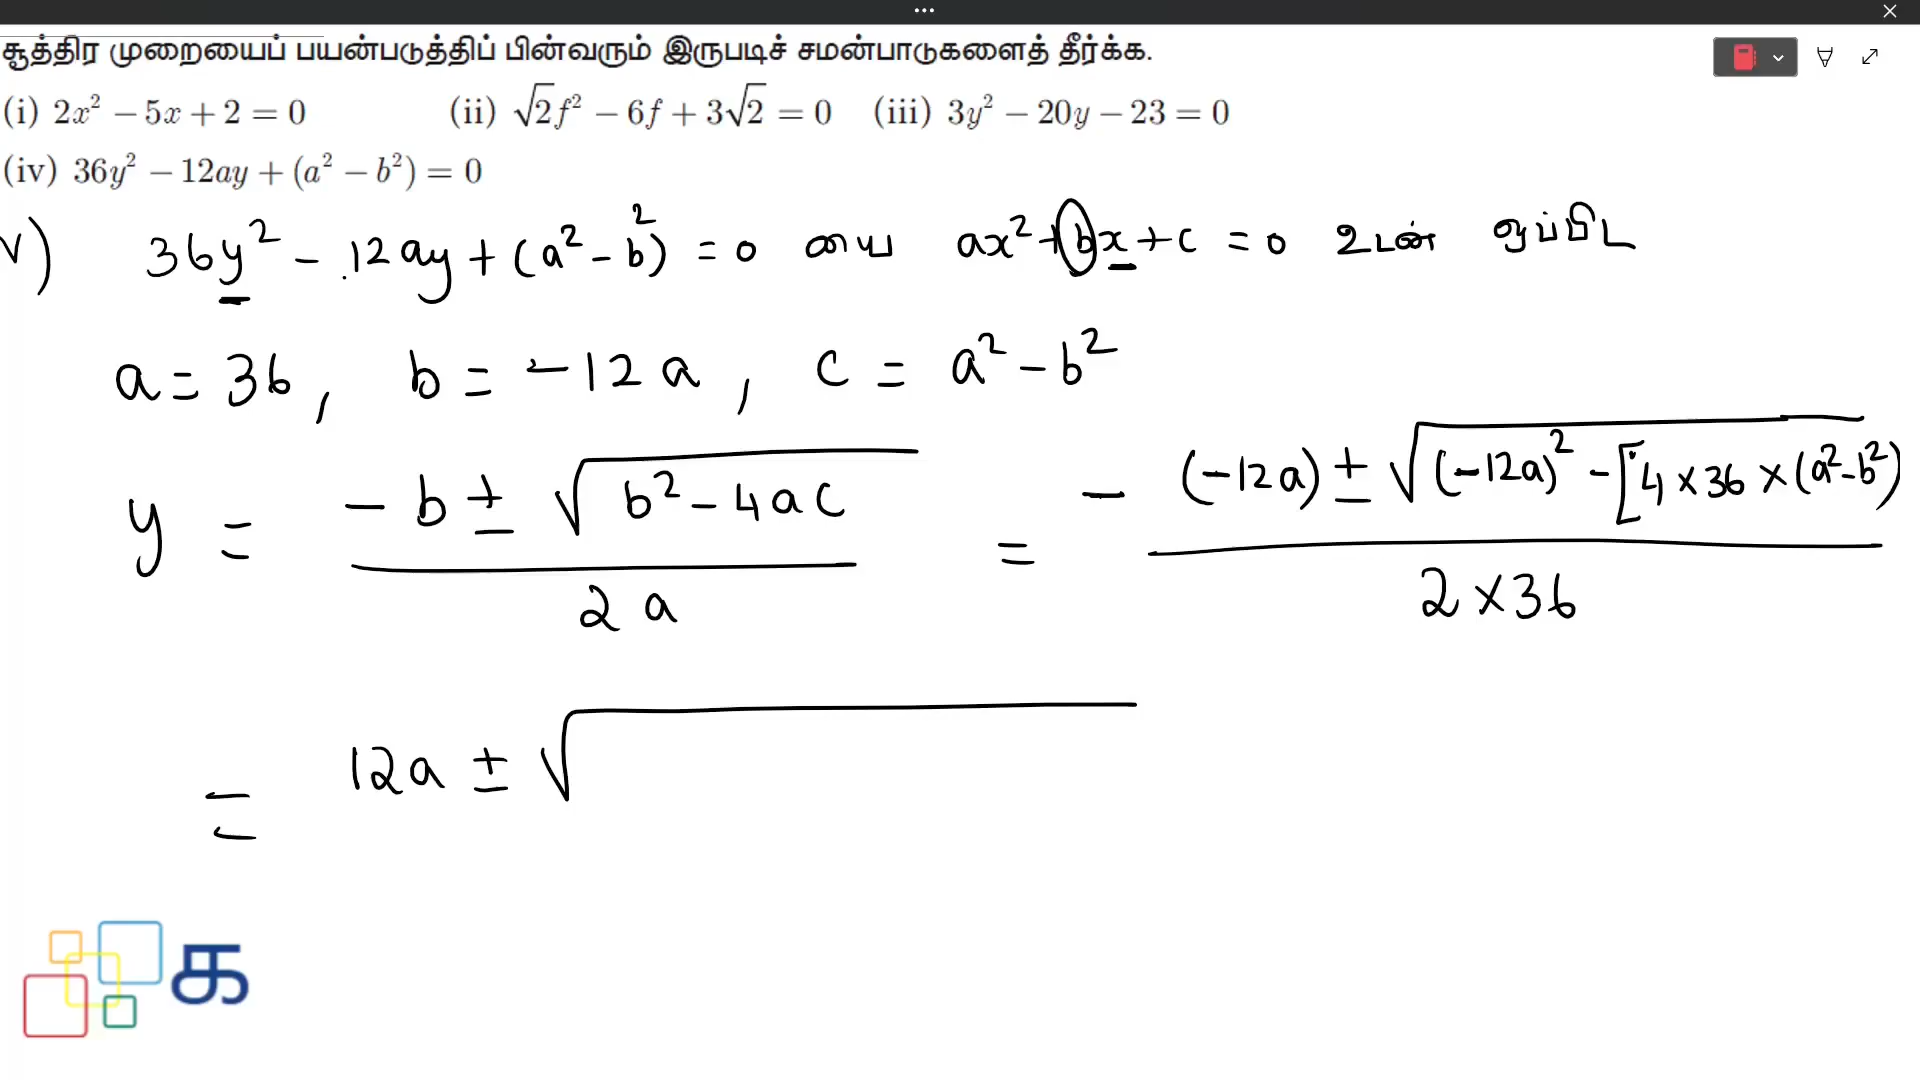 சூத்திர முறையைப் பயன்படுத்திப் பின்வரும் இருபடிச் சமன்பாடுகளைத் தீர்க்க.
(i) 2x² − 5x + 2 = 0 (ii) √2f² − 6f + 3√2 = 0 (iii) 3y² − 20y − 23 = 0
(iv) 36y² − 12ay + (a² − b²) = 0
v) 36y² - 12ay + (a² - b²) = 0 யை ax² + bx + c = 0 உடன் ஒப்பிட
a = 36, b = -12a, c = a² - b²
y = (-b ± √(b² - 4ac)) / 2a = (-(-12a) ± √((-12a)² - [4 × 36 × (a² - b²))) / 2 × 36
= 12a ± √
க